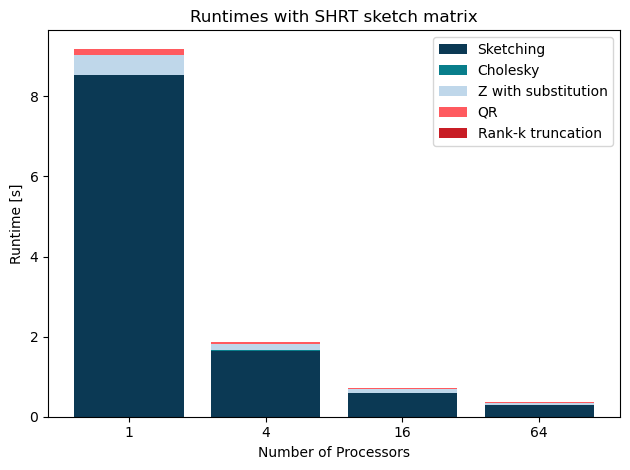 Runtimes with SHRT sketch matrix
Sketching
Cholesky
Z with substitution
QR
Rank-k truncation
Runtime [s]
8
6
4
2
0
1 4 16 64
Number of Processors